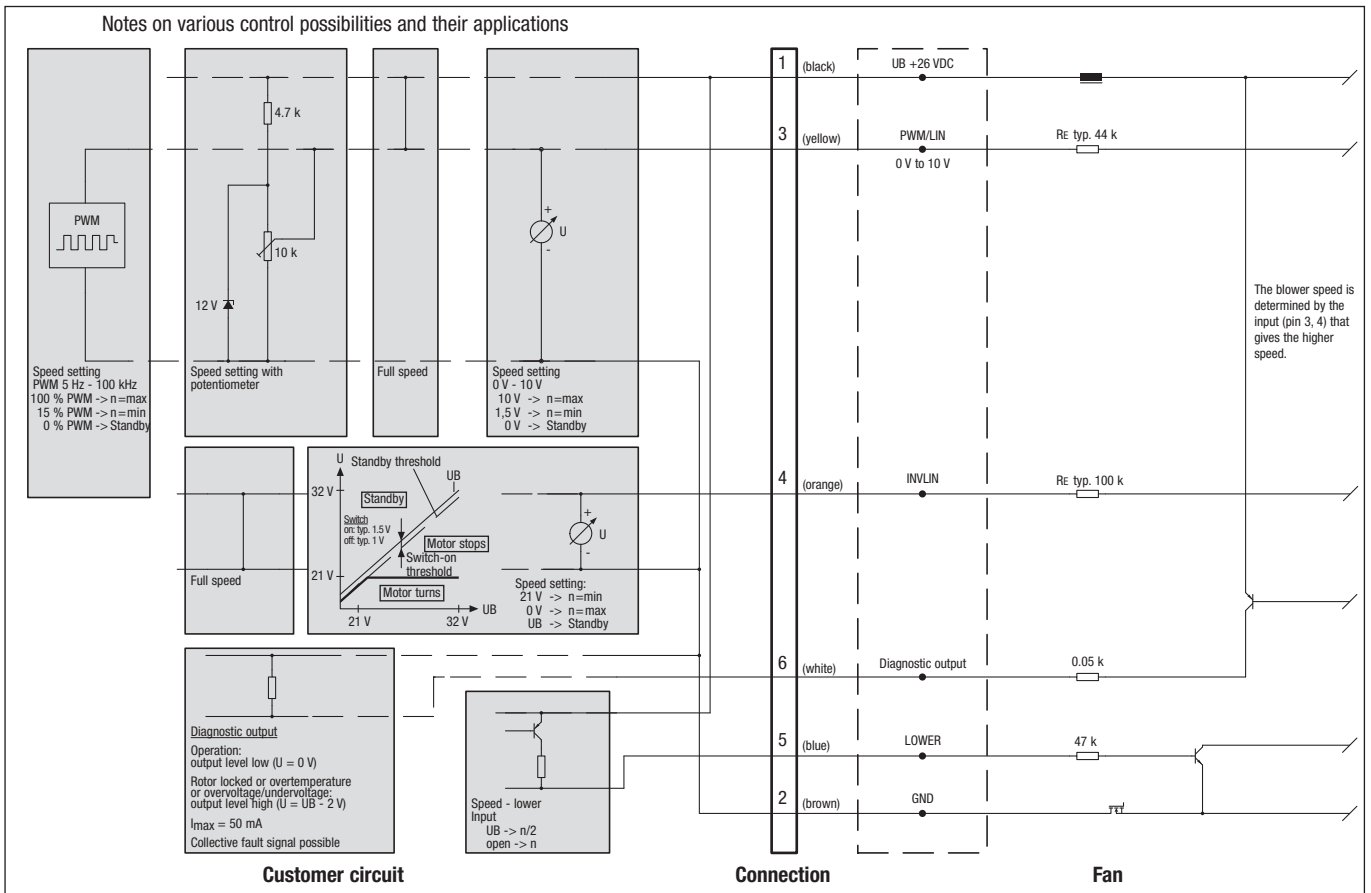 Notes on various control possibilities and their applications
PWM
Speed setting
PWM 5 Hz - 100 kHz
100 % PWM -> n=max
15 % PWM -> n=min
0 % PWM -> Standby
4.7 k
10 k
12 V
Speed setting with
potentiometer
Full speed
+
U
-
Speed setting
0 V - 10 V
10 V -> n=max
1,5 V -> n=min
0 V -> Standby
Full speed
U
Standby threshold
UB
32 V
Standby
Switch
on: typ. 1.5 V
off: typ. 1 V
Motor stops
Switch-on
threshold
21 V
Motor turns
UB
21 V
32 V
+
U
-
Speed setting:
21 V -> n=min
0 V -> n=max
UB -> Standby
Diagnostic output
Operation:
output level low (U = 0 V)
Rotor locked or overtemperature
or overvoltage/undervoltage:
output level high (U = UB - 2 V)
Imax = 50 mA
Collective fault signal possible
Speed - lower
Input
UB -> n/2
open -> n
1 (black) UB +26 VDC
3 (yellow) PWM/LIN RE typ. 44 k
0 V to 10 V
The blower speed is
determined by the
input (pin 3, 4) that
gives the higher
speed.
4 (orange) INVLIN RE typ. 100 k
6 (white) Diagnostic output 0.05 k
5 (blue) LOWER 47 k
2 (brown) GND
Customer circuit
Connection
Fan